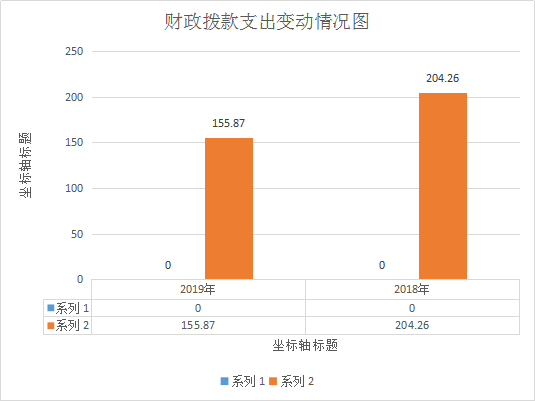 财政拨款支出变动情况图
250
200
150
100
50
0
坐标轴标题
155.87
204.26
0
0
2019年 2018年
系列 1 0 0
系列 2 155.87 204.26
坐标轴标题
系列 1 系列 2